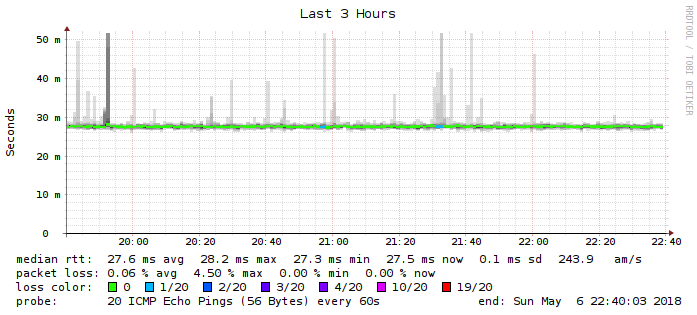 Last 3 Hours
RRDTOOL / TOBI OETIKER
Seconds
50 m
40 m
30 m
20 m
10 m
0
20:00 20:20 20:40 21:00 21:20 21:40 22:00 22:20 22:40
median rtt: 27.6 ms avg 28.2 ms max 27.3 ms min 27.5 ms now 0.1 ms sd 243.9 am/s
packet loss: 0.06 % avg 4.50 % max 0.00 % min 0.00 % now
loss color: 0 1/20 2/20 3/20 4/20 10/20 19/20
probe: 20 ICMP Echo Pings (56 Bytes) every 60s end: Sun May 6 22:40:03 2018